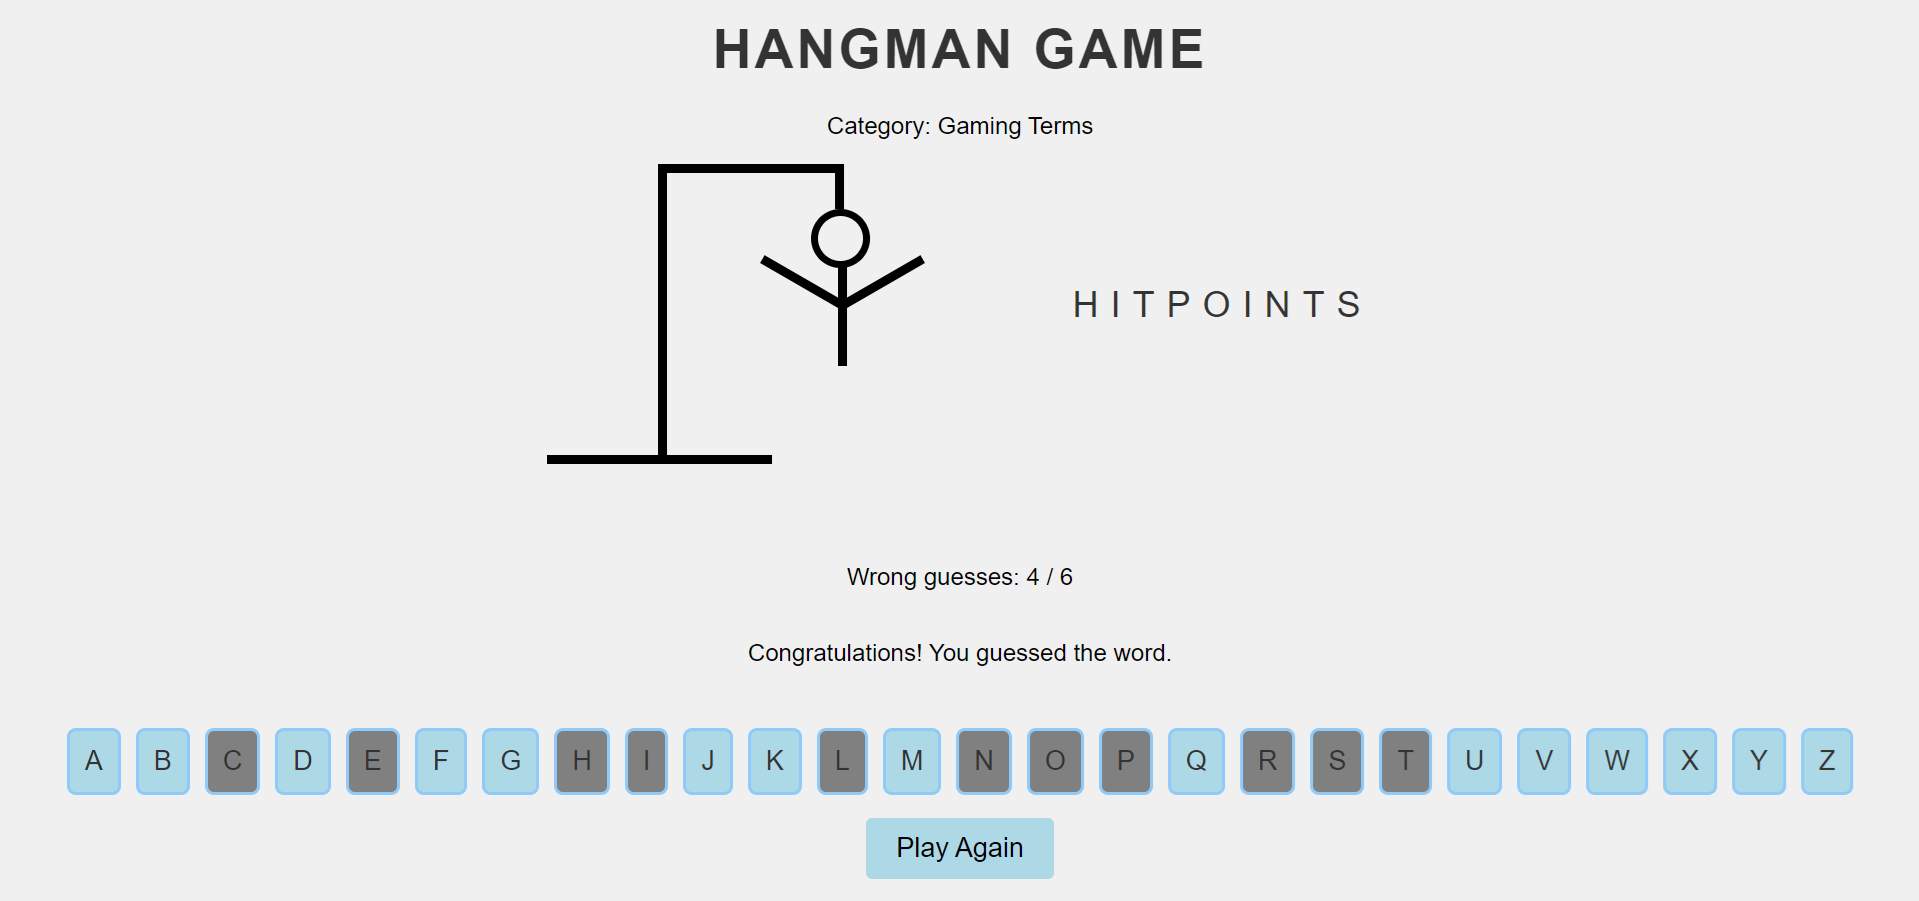 HANGMAN GAME
Category: Gaming Terms
H I T P O I N T S
Wrong guesses: 4 / 6
Congratulations! You guessed the word.
A B C D E F G H I J K L M N O P Q R S T U V W X Y Z
Play Again